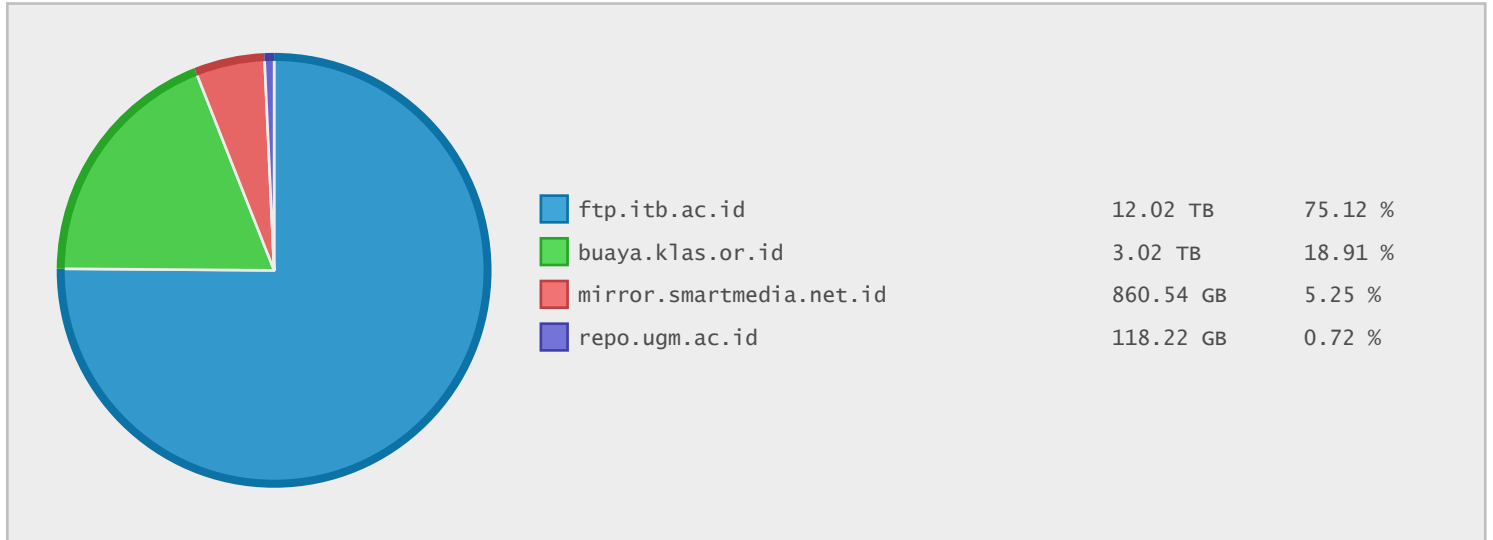 ftp.itb.ac.id 12.02 TB 75.12 %
buaya.klas.or.id 3.02 TB 18.91 %
mirror.smartmedia.net.id 860.54 GB 5.25 %
repo.ugm.ac.id 118.22 GB 0.72 %